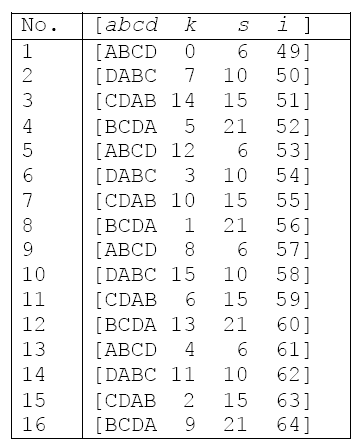 No. [abcd k s i ]
1 [ABCD 0 6 49]
2 [DABC 7 10 50]
3 [CDAB 14 15 51]
4 [BCDA 5 21 52]
5 [ABCD 12 6 53]
6 [DABC 3 10 54]
7 [CDAB 10 15 55]
8 [BCDA 1 21 56]
9 [ABCD 8 6 57]
10 [DABC 15 10 58]
11 [CDAB 6 15 59]
12 [BCDA 13 21 60]
13 [ABCD 4 6 61]
14 [DABC 11 10 62]
15 [CDAB 2 15 63]
16 [BCDA 9 21 64]